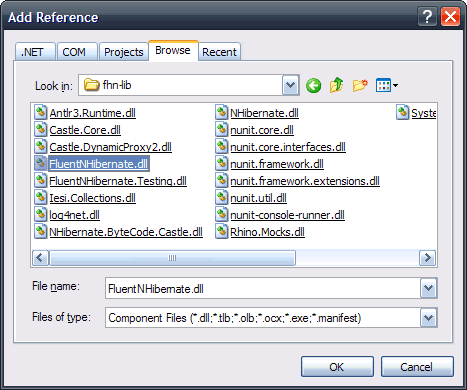 Add Reference
.NET COM Projects Browse Recent
Look in: fhn-lib
Antlr3.Runtime.dll NHibernate.dll Syste
Castle.Core.dll nunit.core.dll
Castle.DynamicProxy2.dll nunit.core.interfaces.dll
FluentNHibernate.dll nunit.framework.dll
FluentNHibernate.Testing.dll nunit.framework.extensions.dll
Iesi.Collections.dll nunit.util.dll
log4net.dll nunit-console-runner.dll
NHibernate.ByteCode.Castle.dll Rhino.Mocks.dll
File name: FluentNHibernate.dll
Files of type: Component Files (*.dll;*.tlb;*.olb;*.ocx;*.exe;*.manifest)
OK Cancel